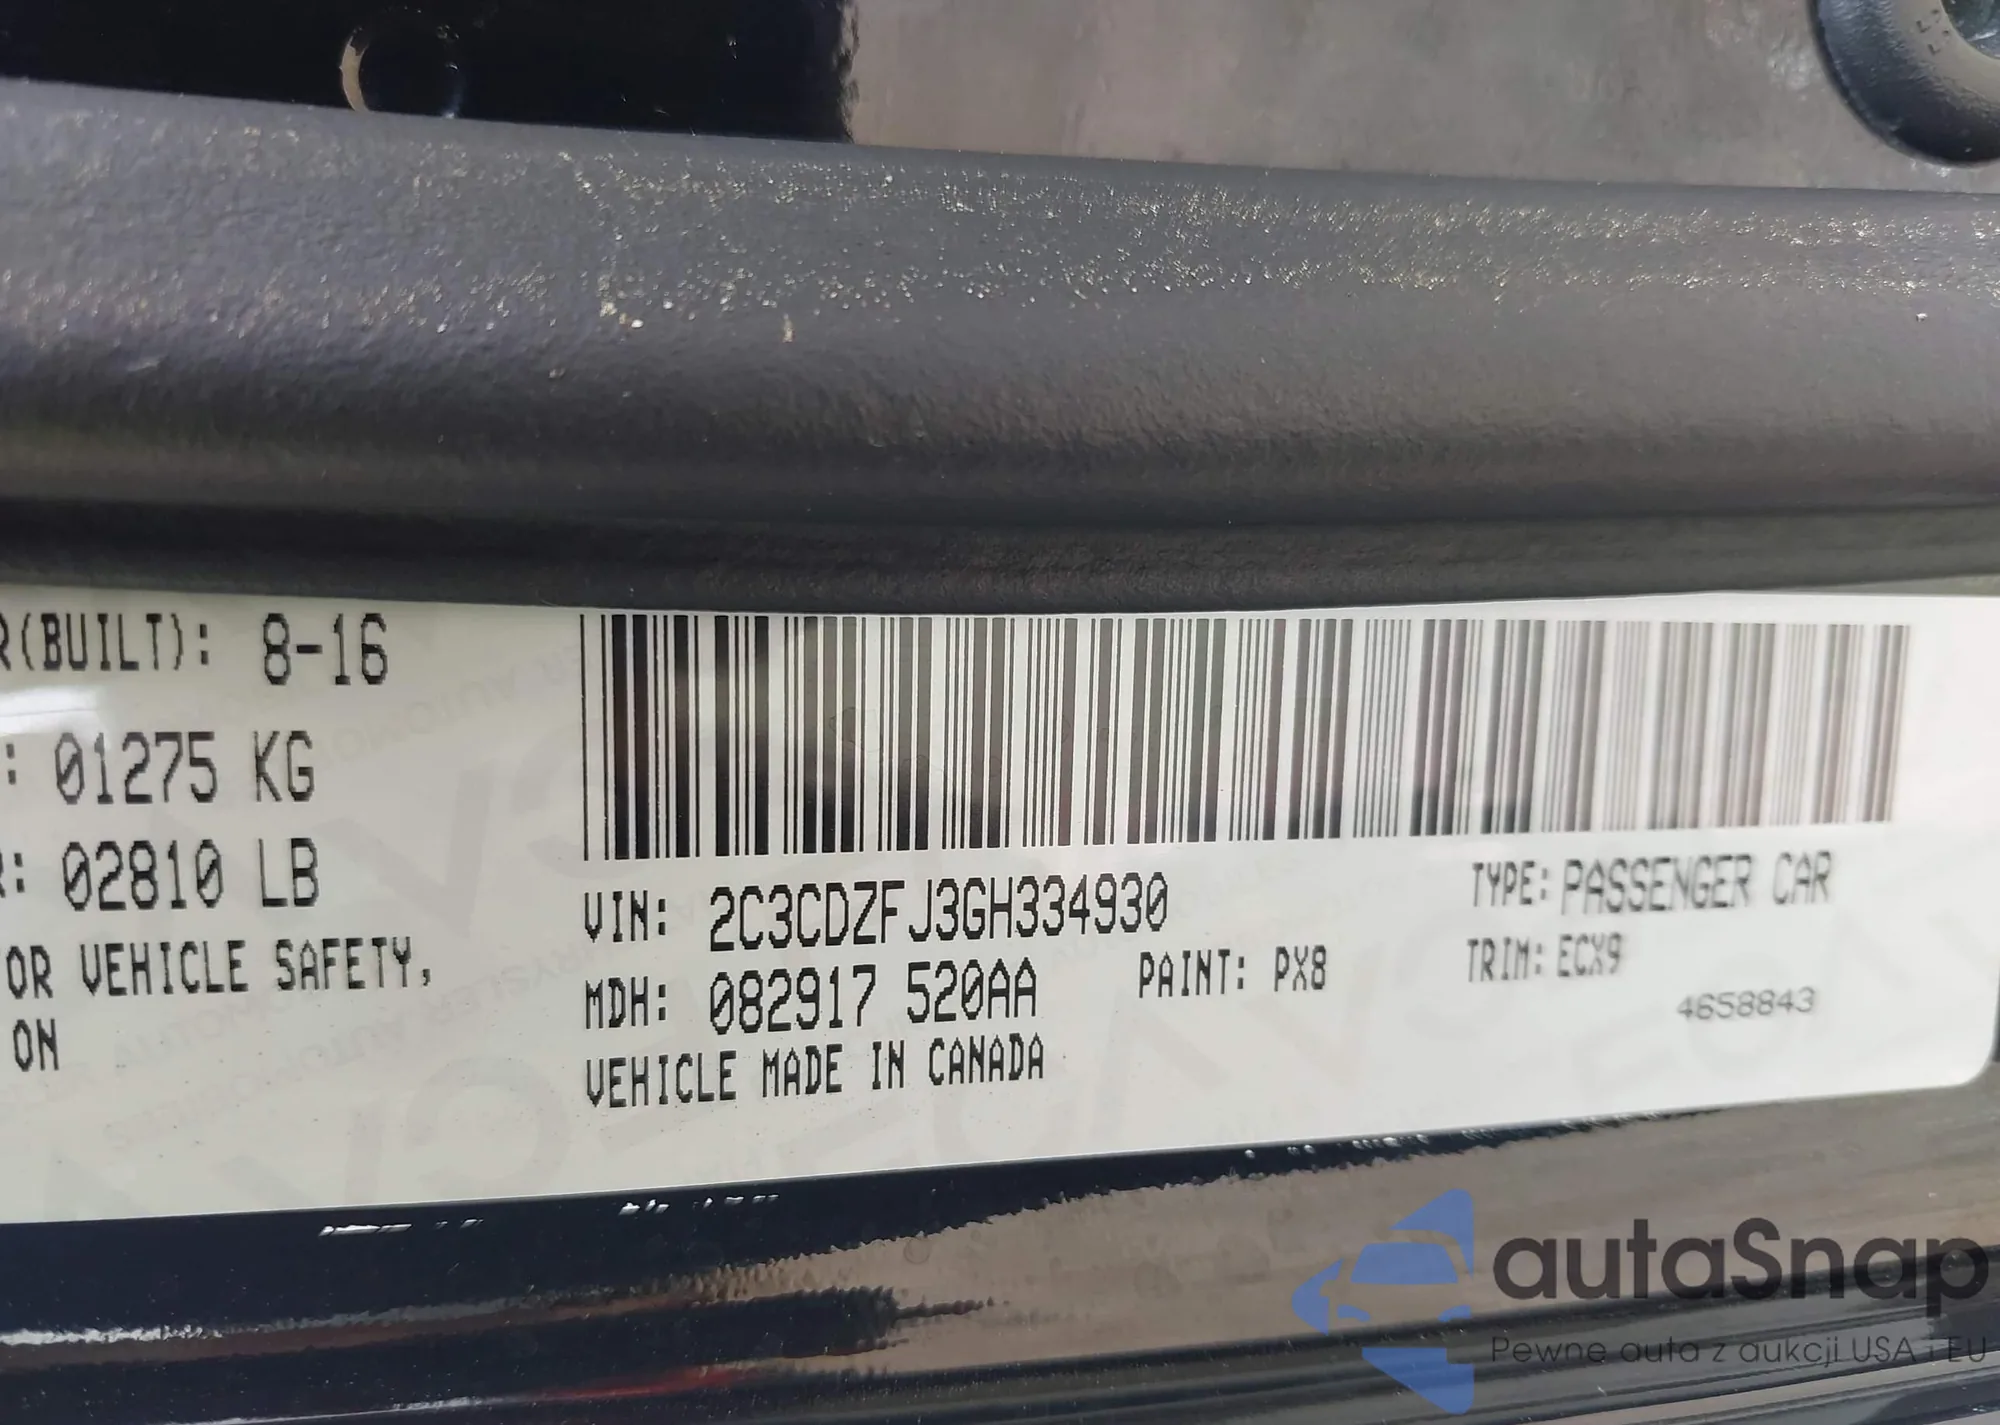 R(BUILT): 8-16
: 01275 KG
R: 02810 LB
OR VEHICLE SAFETY,
ON
VIN: 2C3CDZFJ3GH334930
TYPE: PASSENGER CAR
MDH: 082917 520AA
PAINT: PX8
TRIM: ECX9
VEHICLE MADE IN CANADA
4658843
autaSnap
Pewne auta z aukcji USA i EU